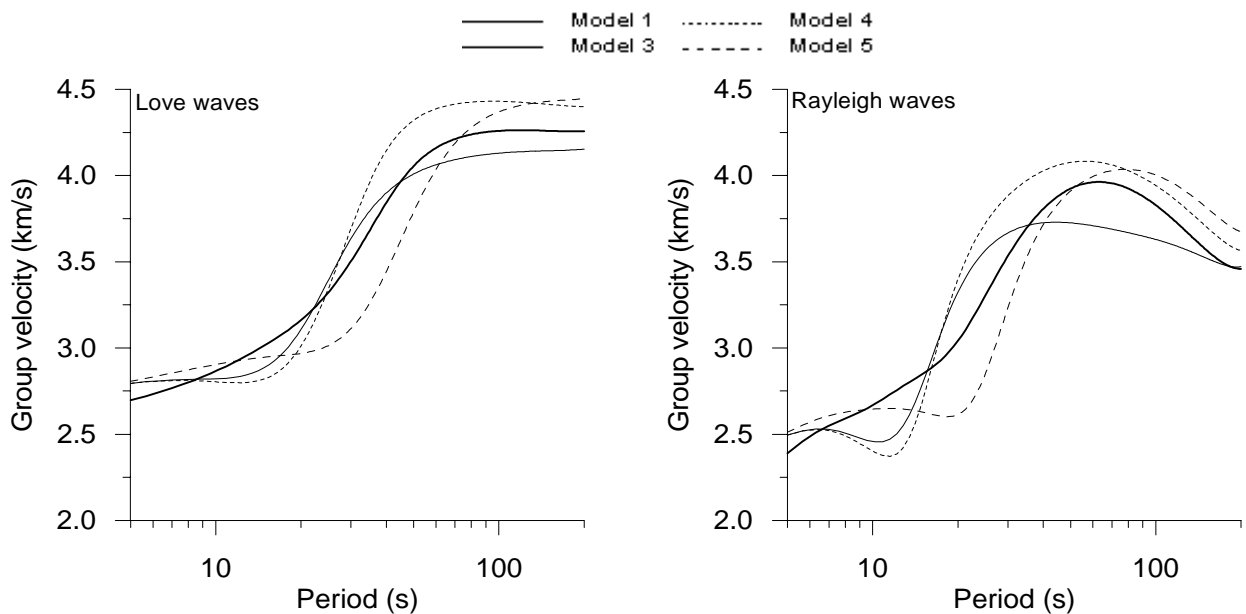 Model 1 Model 4
Model 3 Model 5
Love waves
Group velocity (km/s)
4.5
4.0
3.5
3.0
2.5
2.0
10 100
Period (s)
Rayleigh waves
Group velocity (km/s)
4.5
4.0
3.5
3.0
2.5
2.0
10 100
Period (s)